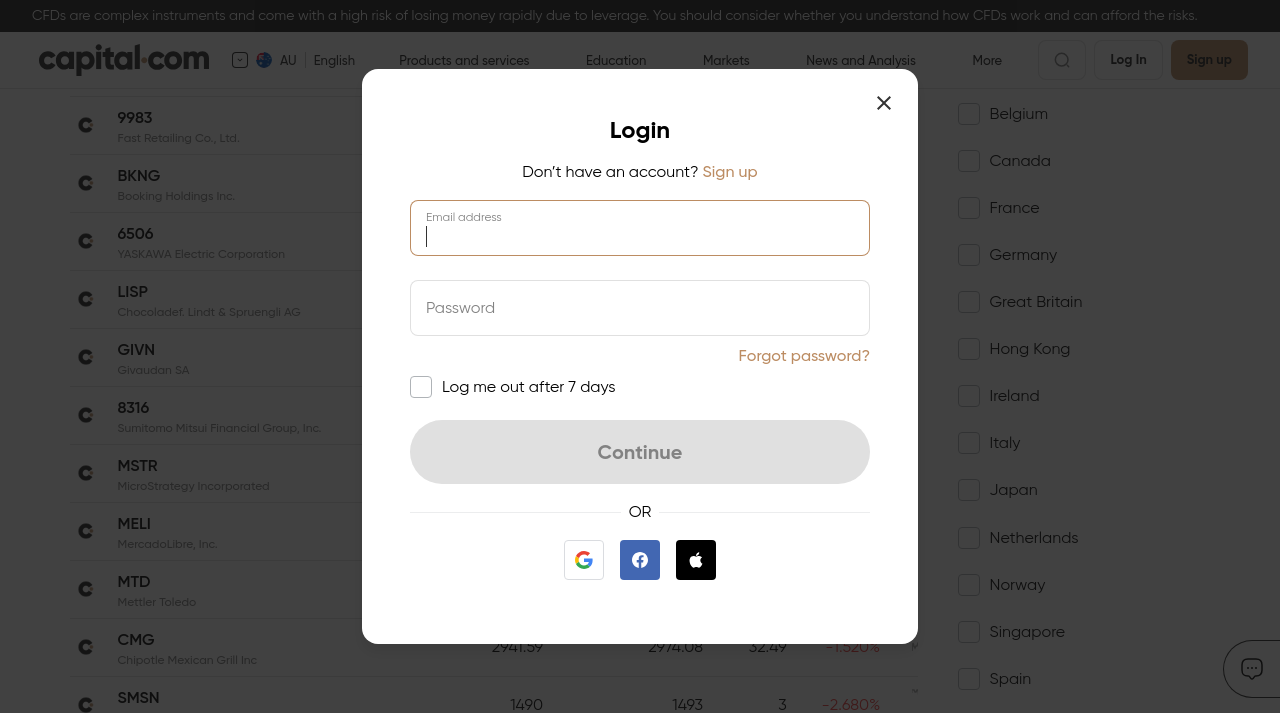 CFDs are complex instruments and come with a high risk of losing money rapidly due to leverage. You should consider whether you understand how CFDs work and can afford the risks.
capital.com AU English Products and services Education Markets News and Analysis More Log In Sign up
9983
Fast Retailing Co., Ltd.
BKNG
Booking Holdings Inc.
6506
YASKAWA Electric Corporation
LISP
Chocoladef. Lindt & Spruengli AG
GIVN
Givaudan SA
8316
Sumitomo Mitsui Financial Group, Inc.
MSTR
MicroStrategy Incorporated
MELI
MercadoLibre, Inc.
MTD
Mettler Toledo
CMG
Chipotle Mexican Grill Inc
2941.59 2974.08 32.49 -1.520%
SMSN
1490 1493 3 -2.680%
Login
Don’t have an account? Sign up
Email address
Password
Forgot password?
Log me out after 7 days
Continue
OR
Belgium
Canada
France
Germany
Great Britain
Hong Kong
Ireland
Italy
Japan
Netherlands
Norway
Singapore
Spain